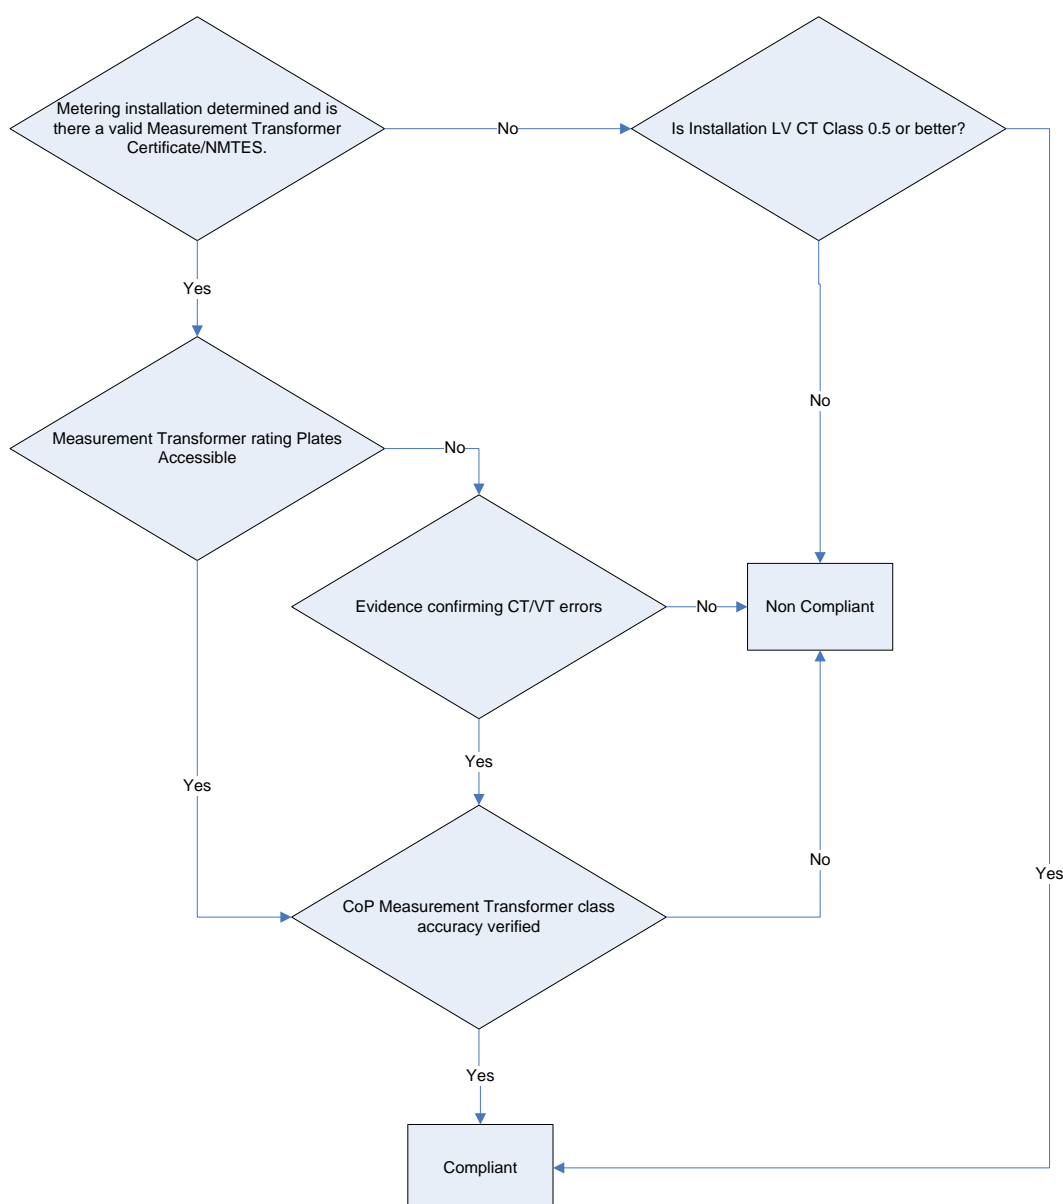 Metering installation determined and is
there a valid Measurement Transformer
Certificate/NMTES.
No
Is Installation LV CT Class 0.5 or better?
Yes
Measurement Transformer rating Plates
Accessible
No
No
Evidence confirming CT/VT errors
No
Non Compliant
Yes
Yes
CoP Measurement Transformer class
accuracy verified
No
Yes
Yes
Compliant